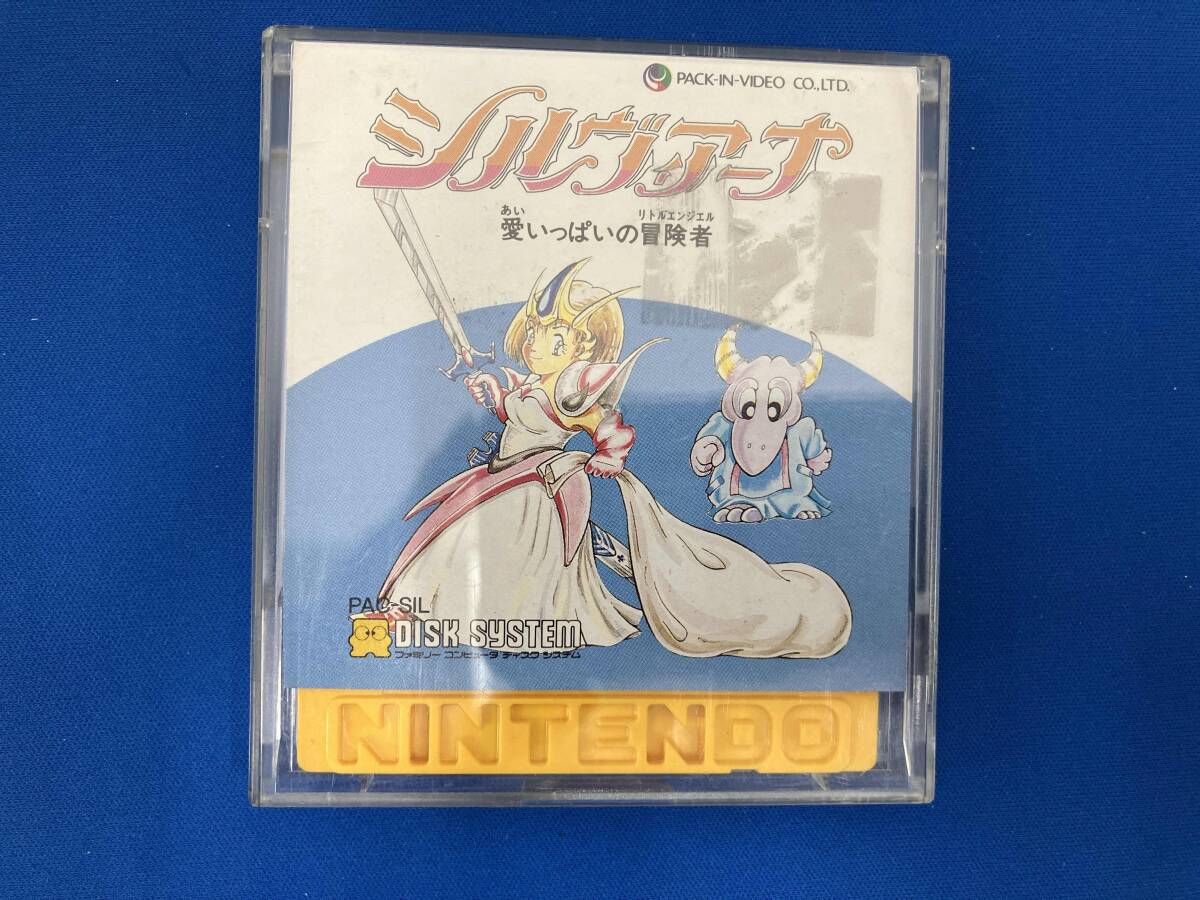 PACK-IN-VIDEO CO.,LTD.
シルヴィアーナ
あい リトルエンジェル
愛いっぱいの冒険者
PAC-SIL
DISK SYSTEM
ファミリー コンピュータ ディスク システム
NINTENDO